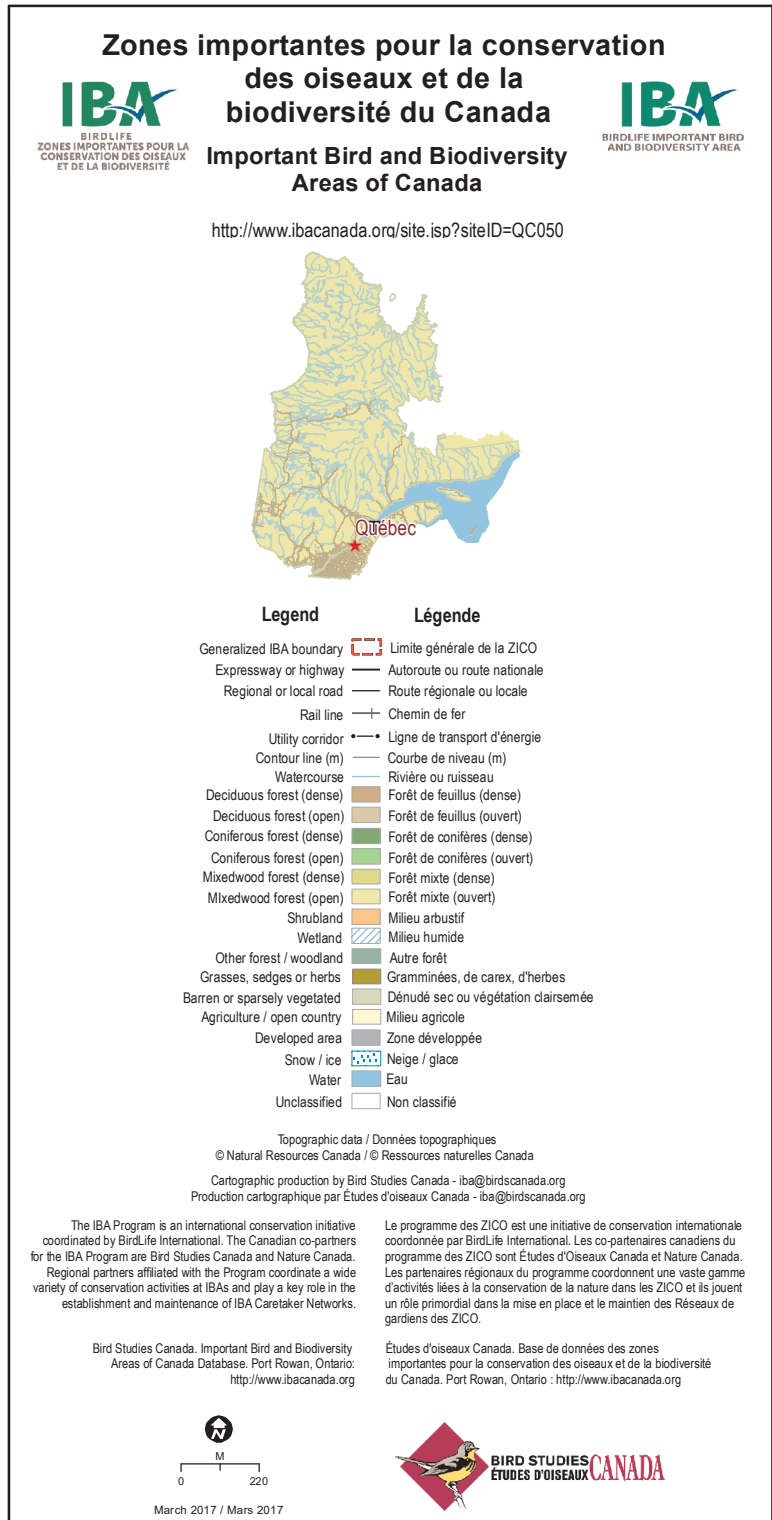 Zones importantes pour la conservation
des oiseaux et de la
biodiversité du Canada
IBA
BIRDLIFE
ZONES IMPORTANTES POUR LA
CONSERVATION DES OISEAUX
ET DE LA BIODIVERSITÉ
IBA
BIRDLIFE IMPORTANT BIRD
AND BIODIVERSITY AREA
Important Bird and Biodiversity
Areas of Canada
http://www.ibacanada.org/site.jsp?siteID=QC050
Québec
T
Legend Légende
Generalized IBA boundary Limite générale de la ZICO
Expressway or highway Autoroute ou route nationale
Regional or local road Route régionale ou locale
Rail line Chemin de fer
Utility corridor Ligne de transport d'énergie
Contour line (m) Courbe de niveau (m)
Watercourse Rivière ou ruisseau
Deciduous forest (dense) Forêt de feuillus (dense)
Deciduous forest (open) Forêt de feuillus (ouvert)
Coniferous forest (dense) Forêt de conifères (dense)
Coniferous forest (open) Forêt de conifères (ouvert)
Mixedwood forest (dense) Forêt mixte (dense)
MIxedwood forest (open) Forêt mixte (ouvert)
Shrubland Milieu arbustif
Wetland Milieu humide
Other forest / woodland Autre forêt
Grasses, sedges or herbs Gramminées, de carex, d'herbes
Barren or sparsely vegetated Dénudé sec ou végétation clairsemée
Agriculture / open country Milieu agricole
Developed area Zone développée
Snow / ice Neige / glace
Water Eau
Unclassified Non classifié
Topographic data / Données topographiques
© Natural Resources Canada / © Ressources naturelles Canada
Cartographic production by Bird Studies Canada - iba@birdscanada.org
Production cartographique par Études d'oiseaux Canada - iba@birdscanada.org
The IBA Program is an international conservation initiative
coordinated by BirdLife International. The Canadian co-partners
for the IBA Program are Bird Studies Canada and Nature Canada.
Regional partners affiliated with the Program coordinate a wide
variety of conservation activities at IBAs and play a key role in the
establishment and maintenance of IBA Caretaker Networks.
Bird Studies Canada. Important Bird and Biodiversity
Areas of Canada Database. Port Rowan, Ontario:
http://www.ibacanada.org
Le programme des ZICO est une initiative de conservation internationale
coordonnée par BirdLife International. Les co-partenaires canadiens du
programme des ZICO sont Études d'Oiseaux Canada et Nature Canada.
Les partenaires régionaux du programme coordonnent une vaste gamme
d'activités liées à la conservation de la nature dans les ZICO et ils jouent
un rôle primordial dans la mise en place et le maintien des Réseaux de
gardiens des ZICO.
Études d'oiseaux Canada. Base de données des zones
importantes pour la conservation des oiseaux et de la biodiversité
du Canada. Port Rowan, Ontario : http://www.ibacanada.org
N
M
0 220
March 2017 / Mars 2017
BIRD STUDIES
ÉTUDES D'OISEAUX CANADA